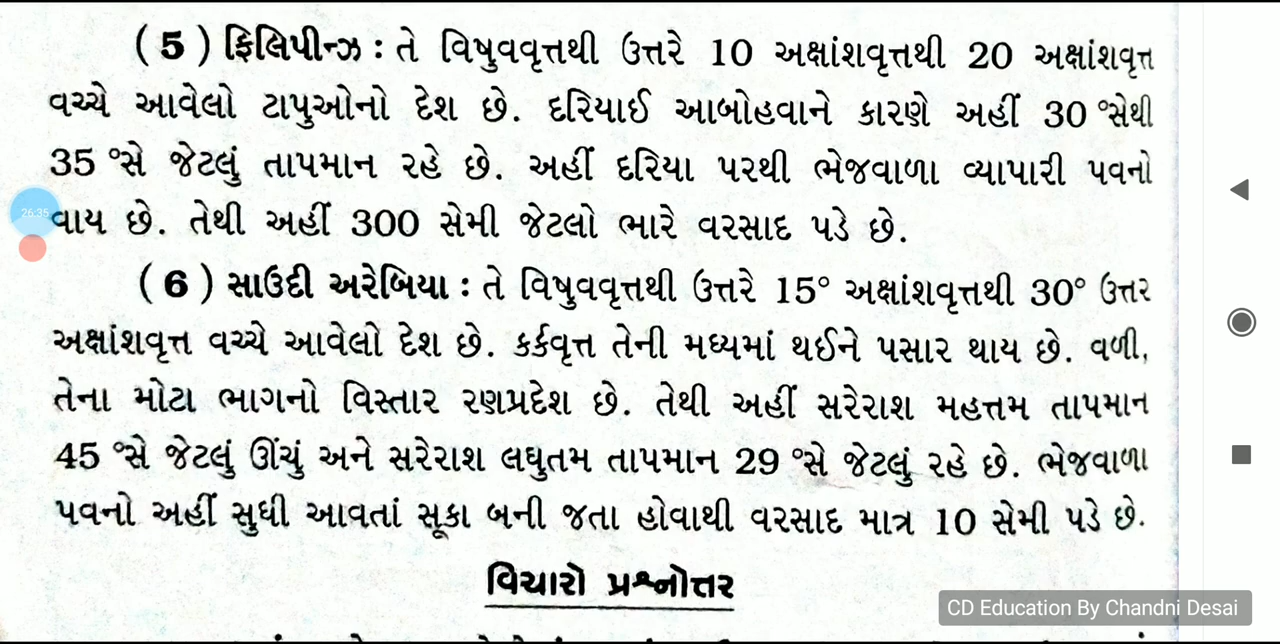 (5) ફિલિપીન્ઝ : તે વિષુવવૃત્તથી ઉત્તરે 10 અક્ષાંશવૃત્તથી 20 અક્ષાંશવૃત્ત
વચ્ચે આવેલો ટાપુઓનો દેશ છે. દરિયાઈ આબોહવાને કારણે અહીં 30 °સેથી
35 °સે જેટલું તાપમાન રહે છે. અહીં દરિયા પરથી ભેજવાળા વ્યાપારી પવનો
26:35
વાય છે. તેથી અહીં 300 સેમી જેટલો ભારે વરસાદ પડે છે.
(6) સાઉદી અરેબિયા : તે વિષુવવૃત્તથી ઉત્તરે 15° અક્ષાંશવૃત્તથી 30° ઉત્તર
અક્ષાંશવૃત્ત વચ્ચે આવેલો દેશ છે. કર્કવૃત્ત તેની મધ્યમાં થઈને પસાર થાય છે. વળી,
તેના મોટા ભાગનો વિસ્તાર રણપ્રદેશ છે. તેથી અહીં સરેરાશ મહત્તમ તાપમાન
45 °સે જેટલું ઊંચું અને સરેરાશ લઘુતમ તાપમાન 29 °સે જેટલું રહે છે. ભેજવાળા
પવનો અહીં સુધી આવતાં સૂકા બની જતા હોવાથી વરસાદ માત્ર 10 સેમી પડે છે.
વિચારો પ્રશ્નોત્તર
CD Education By Chandni Desai